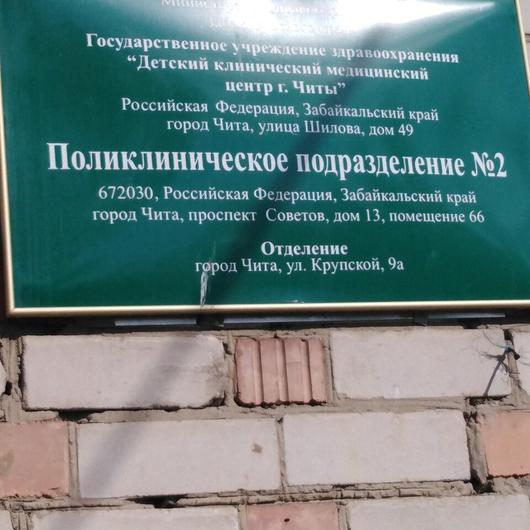 Государственное учреждение здравоохранения
“Детский клинический медицинский
центр г. Читы”
Российская Федерация, Забайкальский край
город Чита, улица Шилова, дом 49
Поликлиническое подразделение №2
672030, Российская Федерация, Забайкальский край
город Чита, проспект Советов, дом 13, помещение 66
Отделение
город Чита, ул. Крупской, 9а